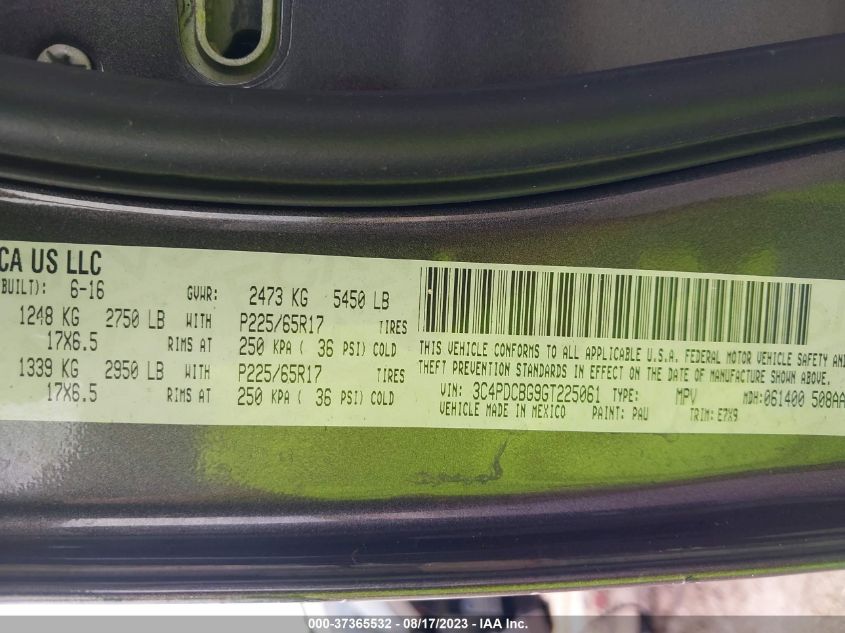 CA US LLC
BUILT): 6-16 GVWR: 2473 KG 5450 LB
1248 KG 2750 LB WITH P225/65R17 TIRES
17X6.5 RIMS AT 250 KPA ( 36 PSI) COLD
1339 KG 2950 LB WITH P225/65R17 TIRES
17X6.5 RIMS AT 250 KPA ( 36 PSI) COLD
THIS VEHICLE CONFORMS TO ALL APPLICABLE U.S.A. FEDERAL MOTOR VEHICLE SAFETY AND
THEFT PREVENTION STANDARDS IN EFFECT ON THE DATE OF MANUFACTURE SHOWN ABOVE.
VIN: 3C4PDCBG9GT225061 TYPE: MPV MDH: 061400 508AA
VEHICLE MADE IN MEXICO PAINT: PAU TRIM: E7X9
000-37365532 - 08/17/2023 - IAA Inc.